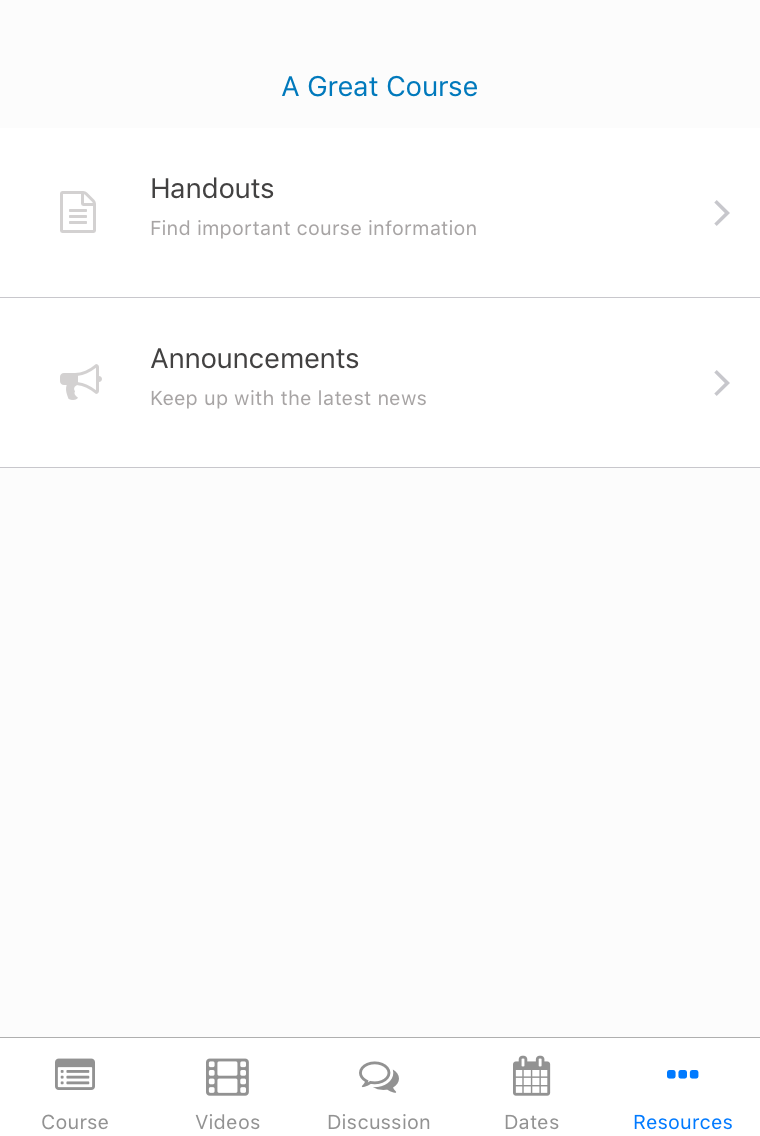 A Great Course
Handouts
Find important course information
Announcements
Keep up with the latest news
Course
Videos
Discussion
Dates
Resources